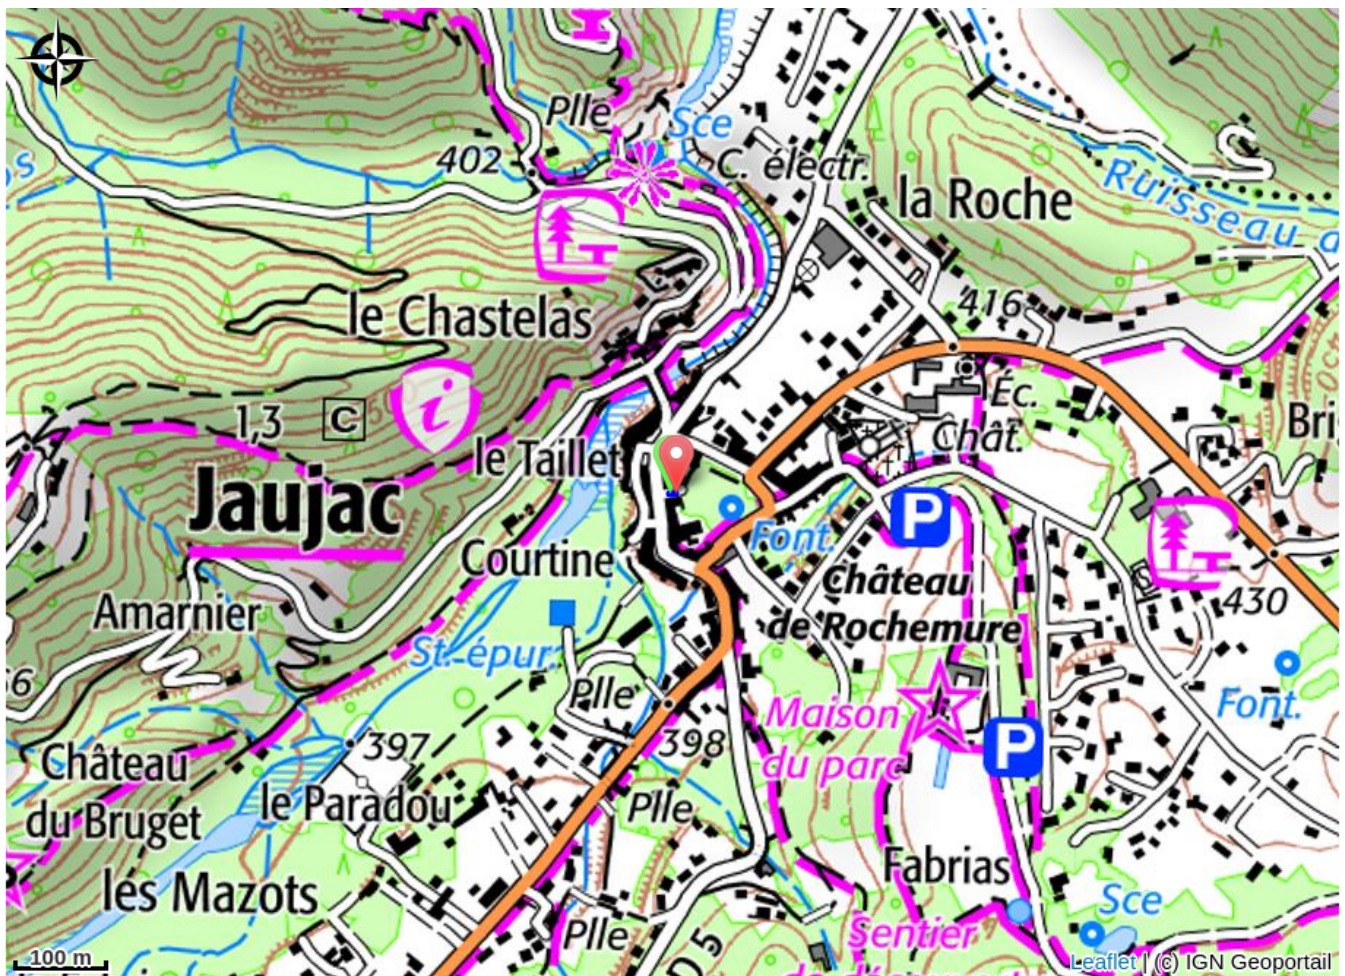 Plle
Sce
402
C. électr.
la Roche
Ruisseau d
s
le Chastelas
416
1,3
C
i
Éc.
Bri
Chât.
le Taillet
Jaujac
P
Font.
Courtine
Château
de Rochemure
Amarnier
430
St. épur.
6
Plle
Maison
du parc
Font.
398
P
397
Château
du Bruget
le Paradou
Plle
Fabrias
les Mazots
Sce
Plle
D 5
Sentier
100 m
Leaflet | (c) IGN Geoportail